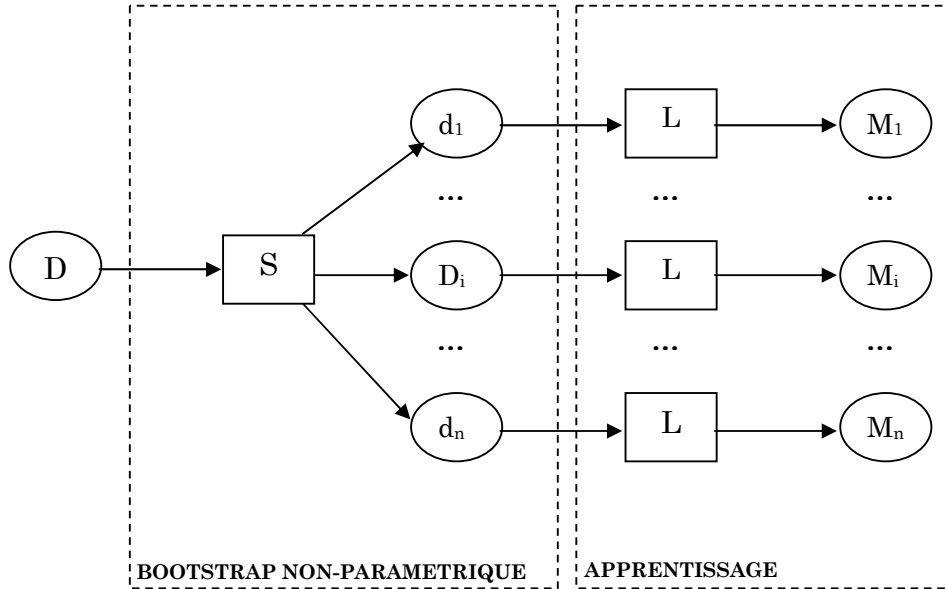 d₁ L M₁
... ... ...
D S Dᵢ L Mᵢ
... ... ...
dₙ L Mₙ
BOOTSTRAP NON-PARAMETRIQUE APPRENTISSAGE